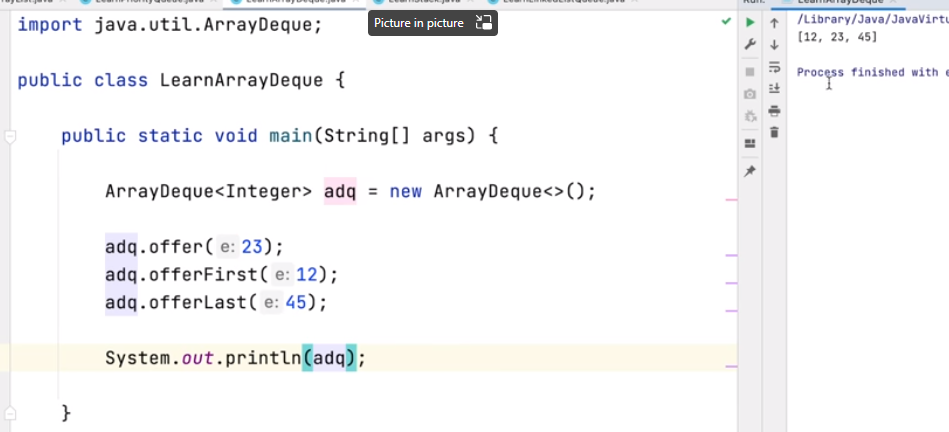 Run:
import java.util.ArrayDeque;
Picture in picture
public class LearnArrayDeque {
public static void main(String[] args) {
ArrayDeque<Integer> adq = new ArrayDeque<>();
adq.offer( e: 23);
adq.offerFirst( e: 12);
adq.offerLast( e: 45);
System.out.println(adq);
}
/Library/Java/JavaVirtu
[12, 23, 45]
Process finished with e